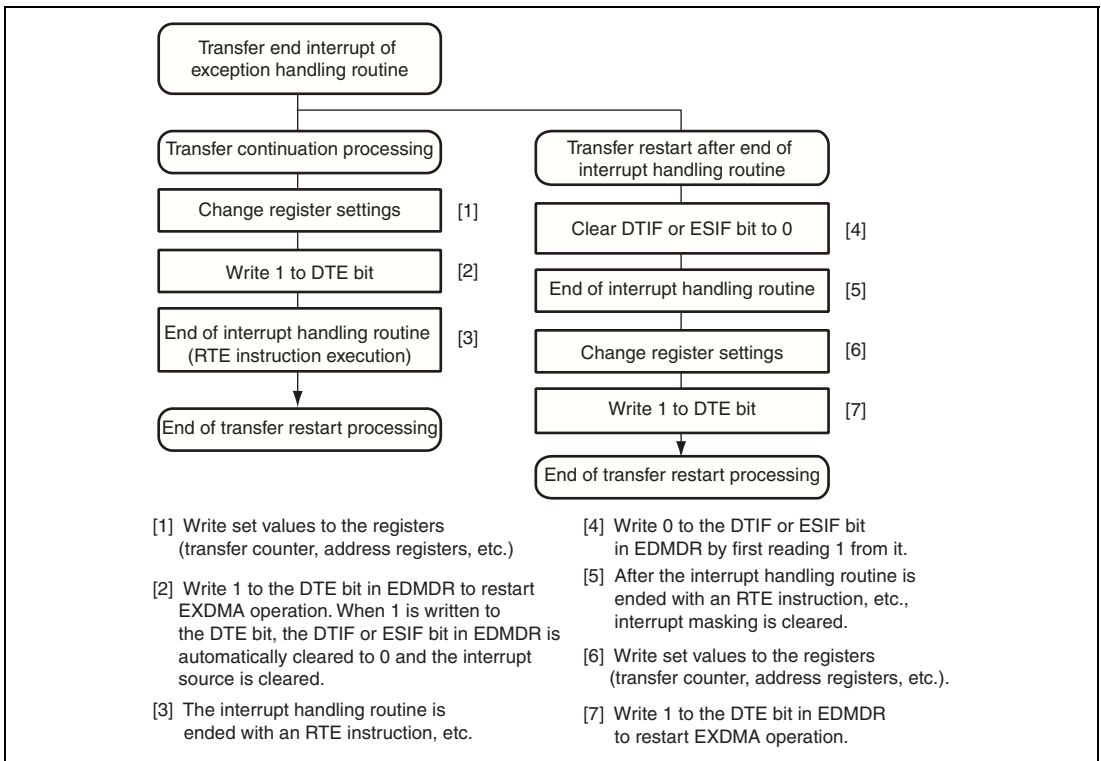 Transfer end interrupt of
exception handling routine
Transfer continuation processing
Change register settings [1]
Write 1 to DTE bit [2]
End of interrupt handling routine [3]
(RTE instruction execution)
End of transfer restart processing
Transfer restart after end of
interrupt handling routine
Clear DTIF or ESIF bit to 0 [4]
End of interrupt handling routine [5]
Change register settings [6]
Write 1 to DTE bit [7]
End of transfer restart processing
[1] Write set values to the registers
(transfer counter, address registers, etc.)
[2] Write 1 to the DTE bit in EDMDR to restart
EXDMA operation. When 1 is written to
the DTE bit, the DTIF or ESIF bit in EDMDR is
automatically cleared to 0 and the interrupt
source is cleared.
[3] The interrupt handling routine is
ended with an RTE instruction, etc.
[4] Write 0 to the DTIF or ESIF bit
in EDMDR by first reading 1 from it.
[5] After the interrupt handling routine is
ended with an RTE instruction, etc.,
interrupt masking is cleared.
[6] Write set values to the registers
(transfer counter, address registers, etc.).
[7] Write 1 to the DTE bit in EDMDR
to restart EXDMA operation.